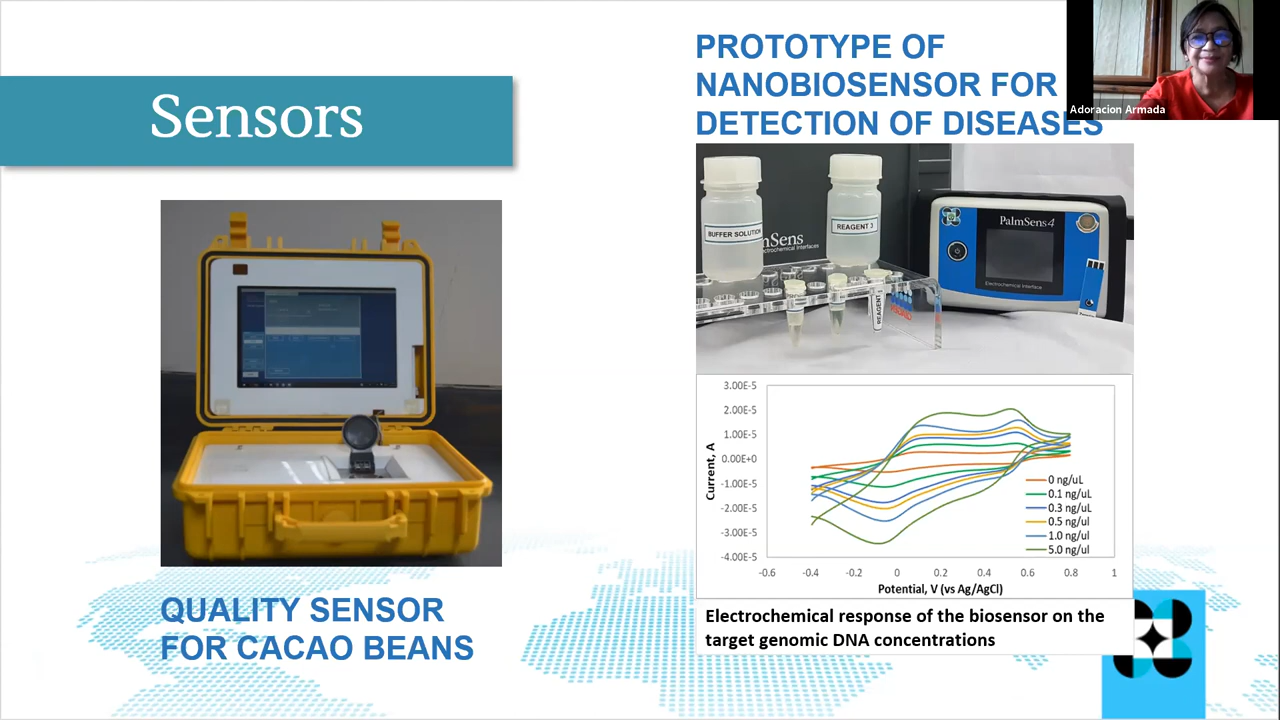 Sensors
PROTOTYPE OF
NANOBIOSENSOR FOR
DETECTION OF DISEASES
Adoracion Armada
BUFFER SOLUTION
REAGENT 3
mSens
ctrochemical Interfaces
PalmSens4
Electrochemical Interface
REAGENT
3.00E-5
2.00E-5
1.00E-5
0.00E+0
-1.00E-5
-2.00E-5
-3.00E-5
-4.00E-5
Current, A
0 ng/uL
0.1 ng/uL
0.3 ng/uL
0.5 ng/ul
1.0 ng/ul
5.0 ng/ul
-0.6 -0.4 -0.2 0 0.2 0.4 0.6 0.8 1
Potential, V (vs Ag/AgCl)
Electrochemical response of the biosensor on the
target genomic DNA concentrations
QUALITY SENSOR
FOR CACAO BEANS